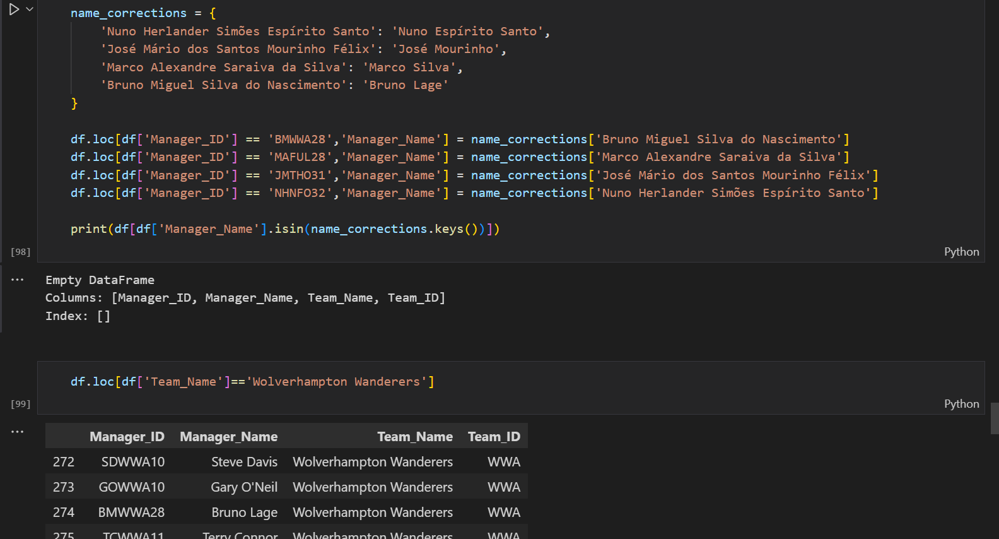 name_corrections = {
'Nuno Herlander Simões Espírito Santo': 'Nuno Espírito Santo',
'José Mário dos Santos Mourinho Félix': 'José Mourinho',
'Marco Alexandre Saraiva da Silva': 'Marco Silva',
'Bruno Miguel Silva do Nascimento': 'Bruno Lage'
}
df.loc[df['Manager_ID'] == 'BMWWA28','Manager_Name'] = name_corrections['Bruno Miguel Silva do Nascimento']
df.loc[df['Manager_ID'] == 'MAFUL28','Manager_Name'] = name_corrections['Marco Alexandre Saraiva da Silva']
df.loc[df['Manager_ID'] == 'JMTHO31','Manager_Name'] = name_corrections['José Mário dos Santos Mourinho Félix']
df.loc[df['Manager_ID'] == 'NHNFO32','Manager_Name'] = name_corrections['Nuno Herlander Simões Espírito Santo']
print(df[df['Manager_Name'].isin(name_corrections.keys())])
[98]
Python
Empty DataFrame
Columns: [Manager_ID, Manager_Name, Team_Name, Team_ID]
Index: []
df.loc[df['Team_Name']=='Wolverhampton Wanderers']
[99]
Python
Manager_ID Manager_Name Team_Name Team_ID
272 SDWWA10 Steve Davis Wolverhampton Wanderers WWA
273 GOWWA10 Gary O'Neil Wolverhampton Wanderers WWA
274 BMWWA28 Bruno Lage Wolverhampton Wanderers WWA
275 TCWWA11 Terry Connor Wolverhampton Wanderers WWA